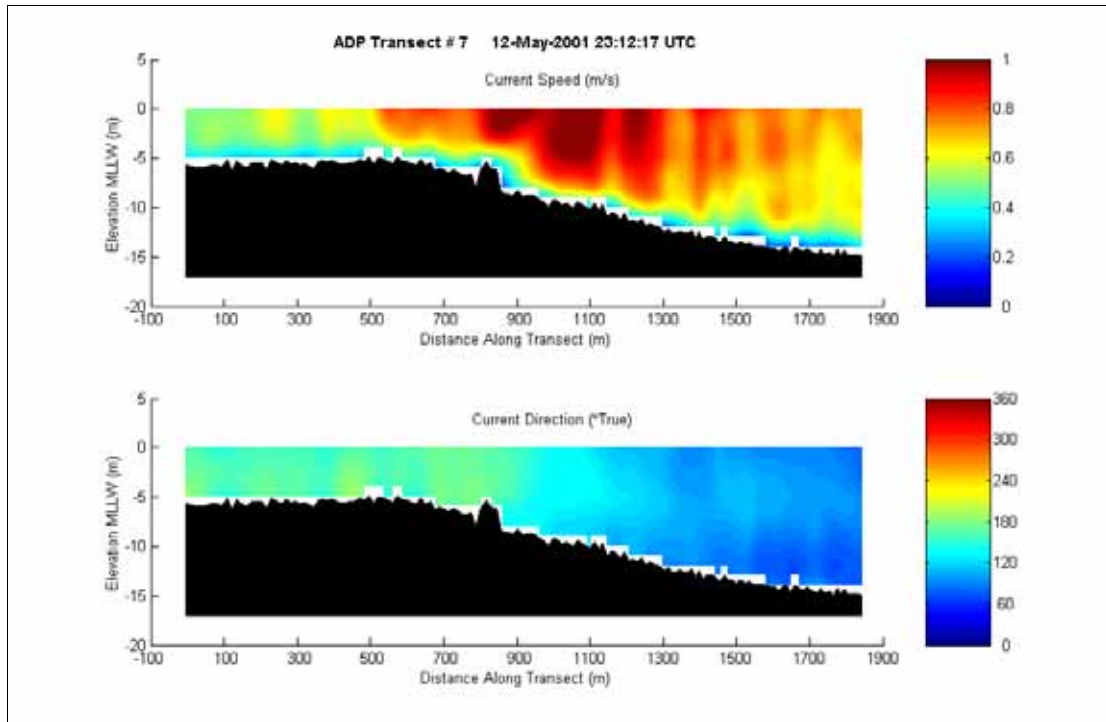 ADP Transect # 7 12-May-2001 23:12:17 UTC
Current Speed (m/s)
Elevation MLLW (m)
5
0
-5
-10
-15
-20
-100 100 300 500 700 900 1100 1300 1500 1700 1900
Distance Along Transect (m)
1
0.8
0.6
0.4
0.2
0
Current Direction (°True)
Elevation MLLW (m)
5
0
-5
-10
-15
-20
-100 100 300 500 700 900 1100 1300 1500 1700 1900
Distance Along Transect (m)
360
300
240
180
120
60
0